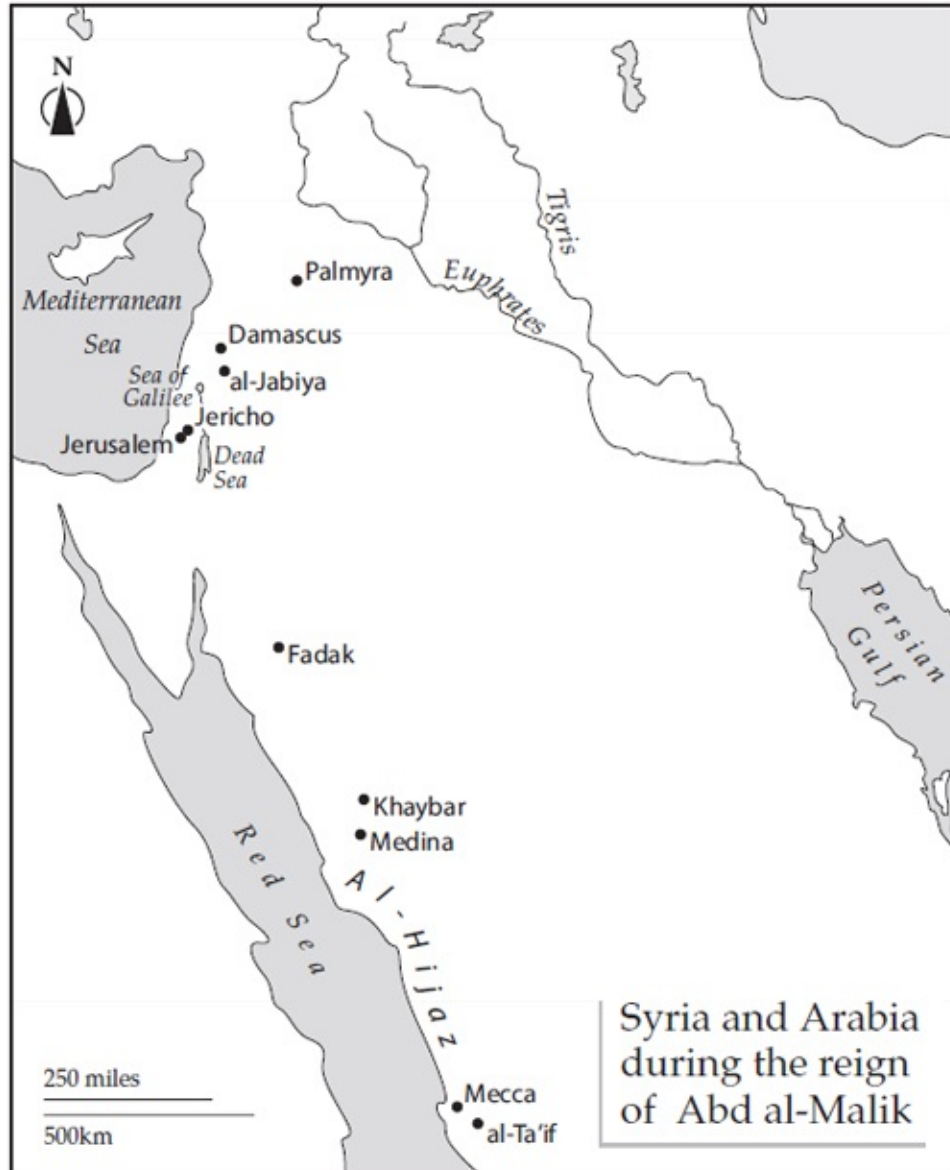 N
Tigris
Palmyra
Euphrates
Mediterranean
Sea
Damascus
Sea of
Galilee
al-Jabiya
Jericho
Jerusalem
Dead
Sea
Persian
Gulf
Fadak
Khaybar
Medina
Red Sea
Al-Hijaz
Syria and Arabia
during the reign
of Abd al-Malik
250 miles
500km
Mecca
al-Ta'if